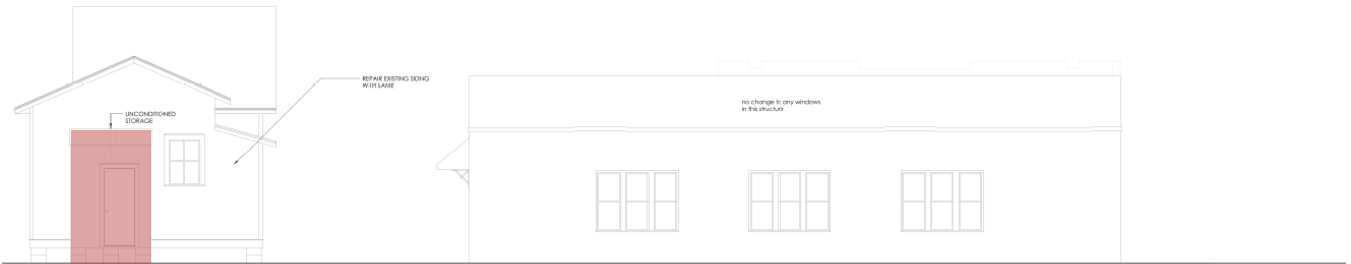 REPAIR EXISTING SIDING
WITH SAME
UNCONDITIONED
STORAGE
no change to any windows
in this structure